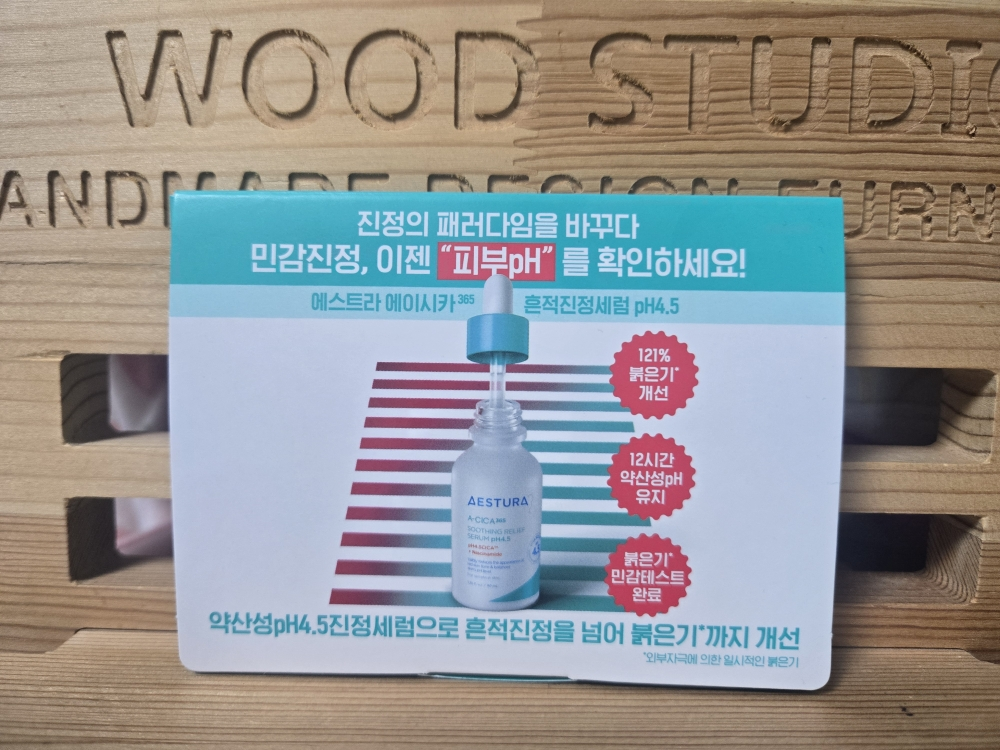 WOOD STUDIO
ANDMADE DESIGN FURN
진정의 패러다임을 바꾸다
민감진정, 이젠 “피부pH” 를 확인하세요!
에스트라 에이시카365 흔적진정세럼 pH4.5
121%
붉은기*
개선
12시간
약산성pH
유지
붉은기*
민감테스트
완료
AESTURA
A-CICA365
SOOTHING RELIEF
SERUM pH4.5
약산성pH4.5진정세럼으로 흔적진정을 넘어 붉은기*까지 개선
*외부자극에 의한 일시적인 붉은기